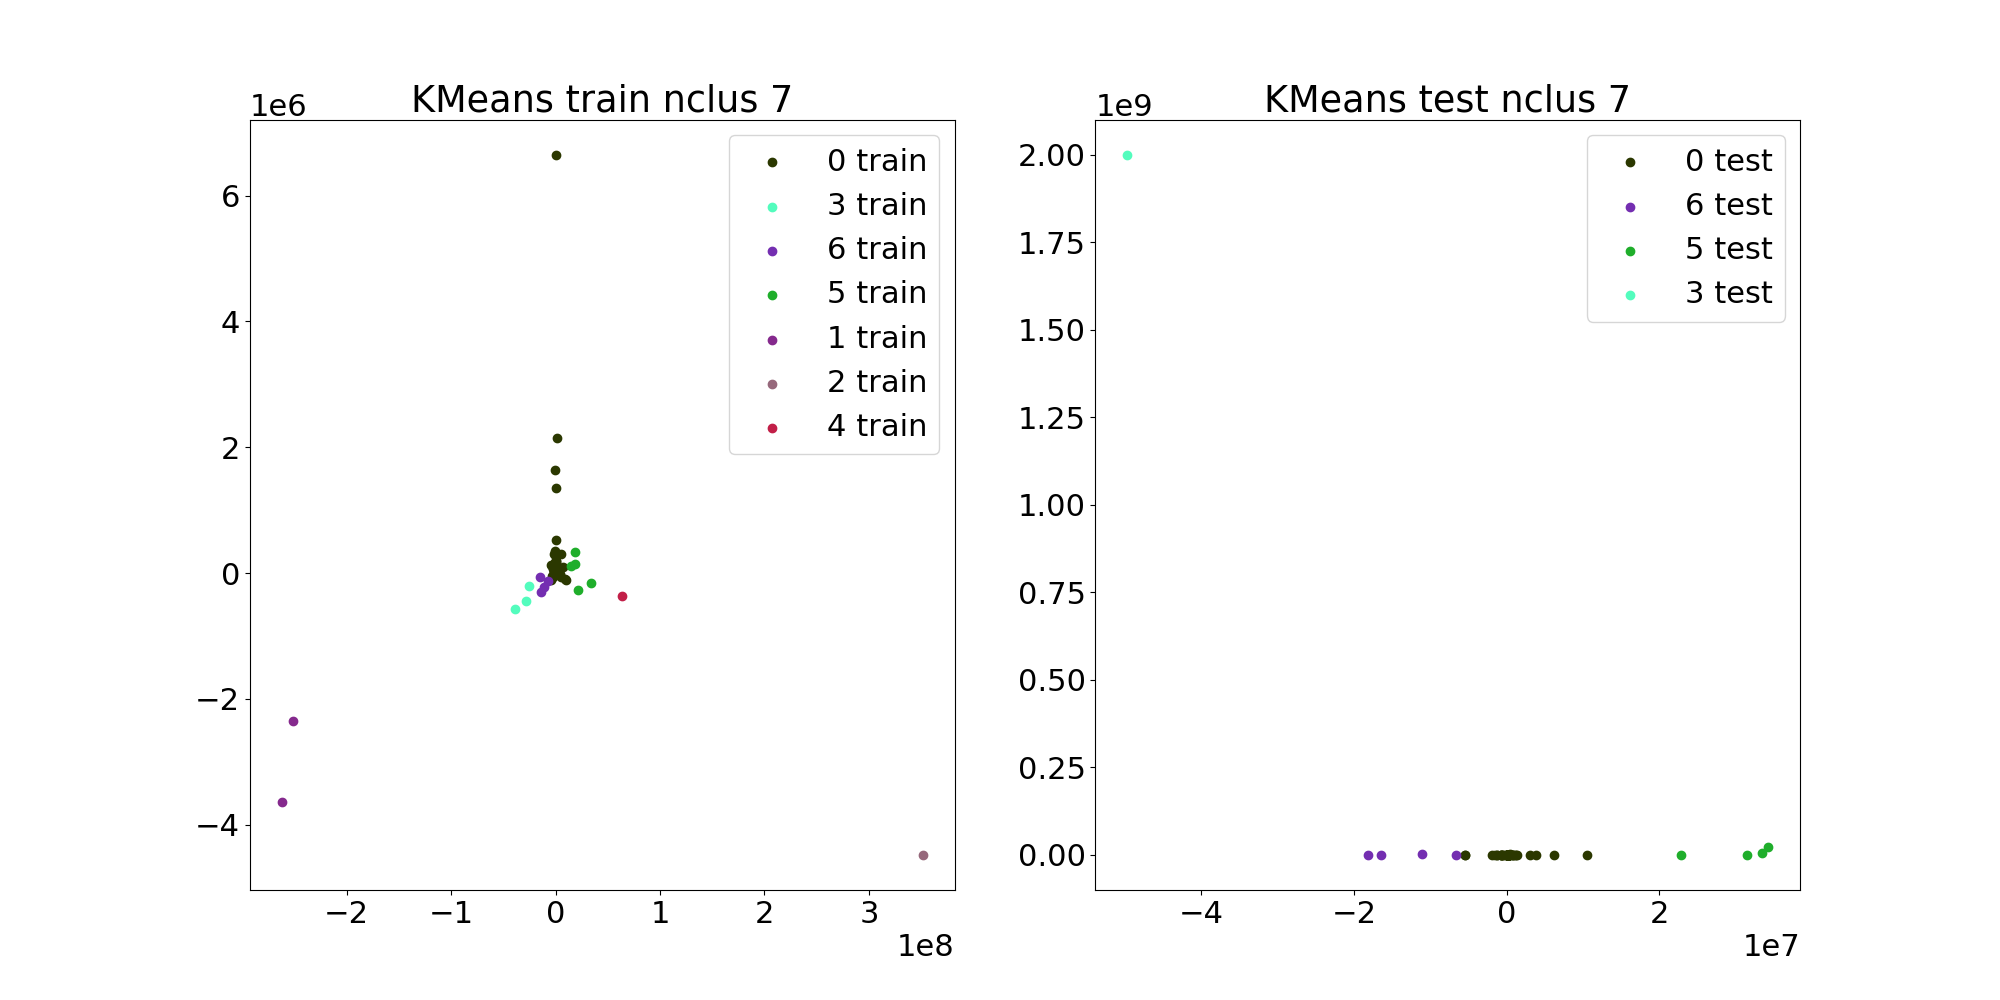 KMeans train nclus 7
1e6
0 train
3 train
6 train
5 train
1 train
2 train
4 train
6
4
2
0
−2
−4
−2
−1
0
1
2
3
1e8
KMeans test nclus 7
1e9
0 test
6 test
5 test
3 test
2.00
1.75
1.50
1.25
1.00
0.75
0.50
0.25
0.00
−4
−2
0
2
1e7